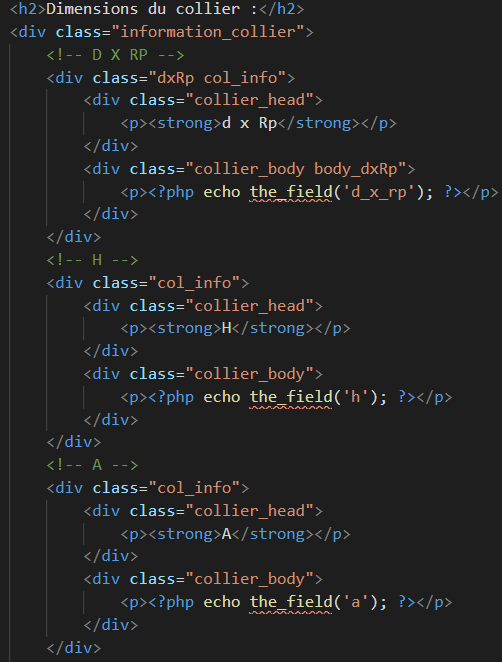 <h2>Dimensions du collier :</h2>
<div class="information_collier">
<!-- D X RP -->
<div class="dxRp col_info">
<div class="collier_head">
<p><strong>d x Rp</strong></p>
</div>
<div class="collier_body body_dxRp">
<p><?php echo the_field('d_x_rp'); ?></p>
</div>
</div>
<!-- H -->
<div class="col_info">
<div class="collier_head">
<p><strong>H</strong></p>
</div>
<div class="collier_body">
<p><?php echo the_field('h'); ?></p>
</div>
</div>
<!-- A -->
<div class="col_info">
<div class="collier_head">
<p><strong>A</strong></p>
</div>
<div class="collier_body">
<p><?php echo the_field('a'); ?></p>
</div>
</div>